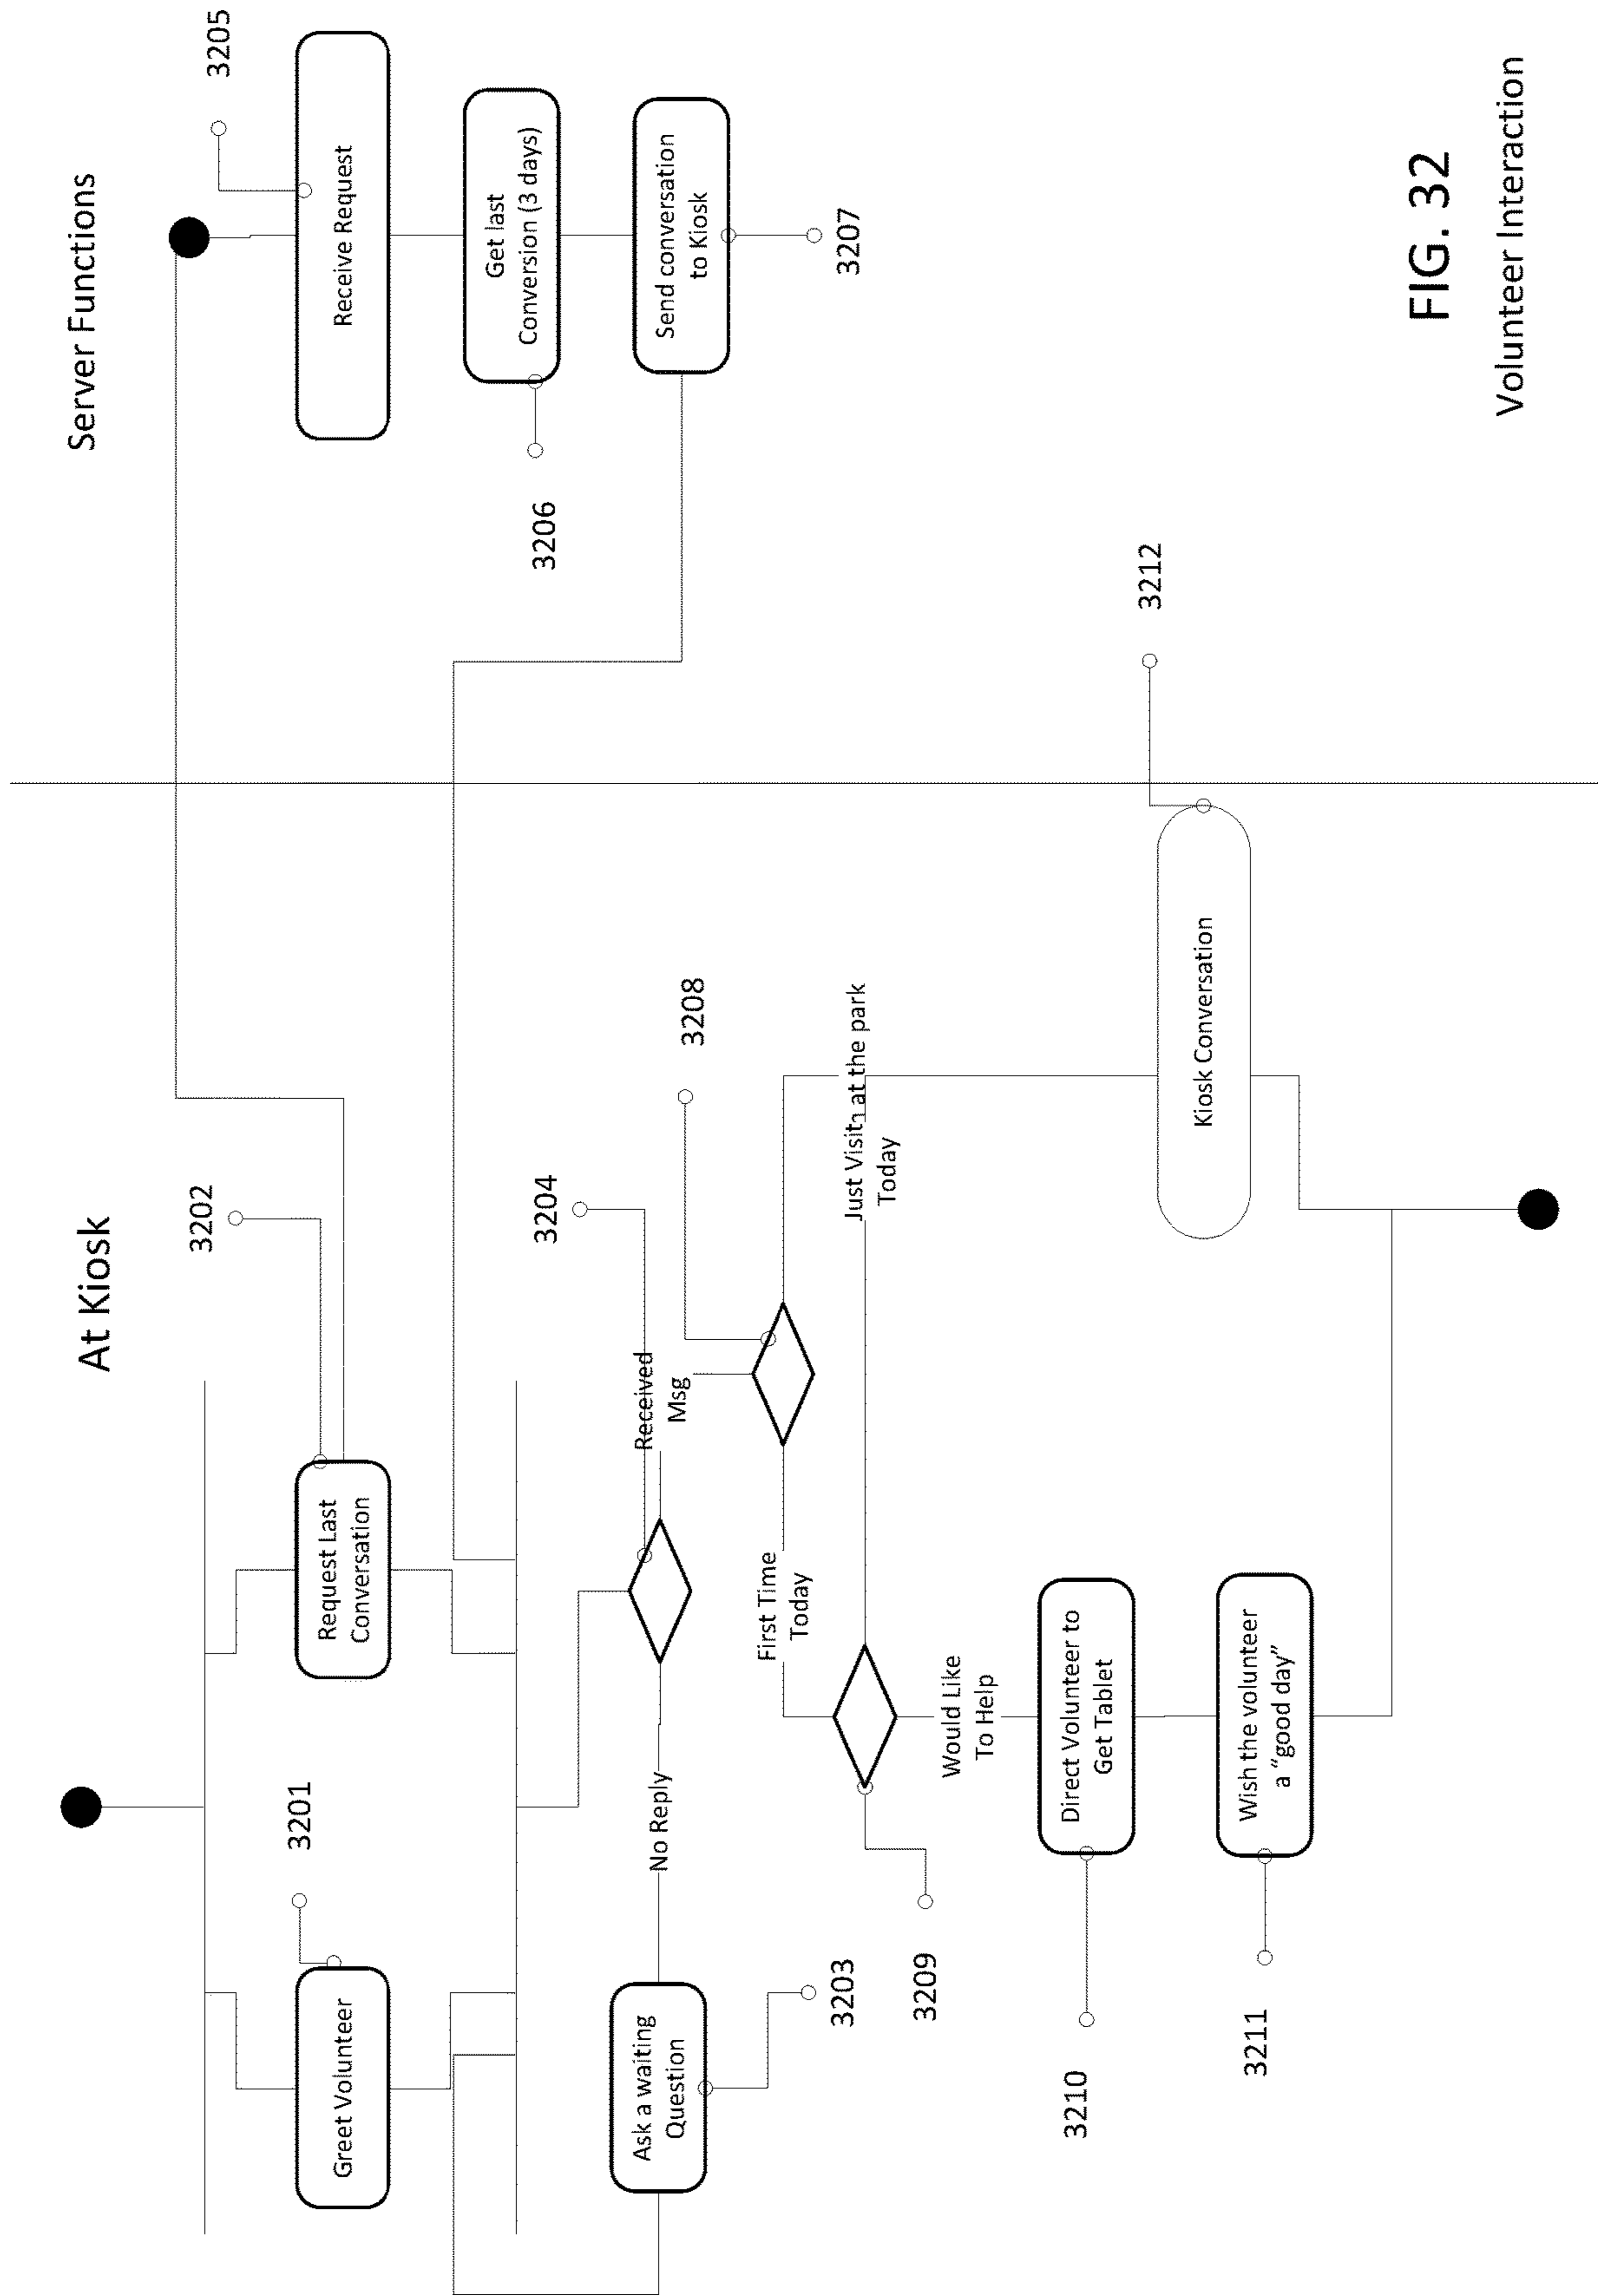 At Kiosk
Server Functions
3205
3202
3201
Greet Volunteer
Request Last
Conversation
Receive Request
3204
3206
Get last
Conversion (3 days)
Received
Msg
No Reply
3208
Ask a waiting
Question
Send conversation
to Kiosk
3203
3207
First Time
Today
Just Visit
at the park
Today
3209
Would Like
To Help
3210
Direct Volunteer to
Get Tablet
3212
Kiosk Conversation
3211
Wish the volunteer
a “good day”
FIG. 32
Volunteer Interaction